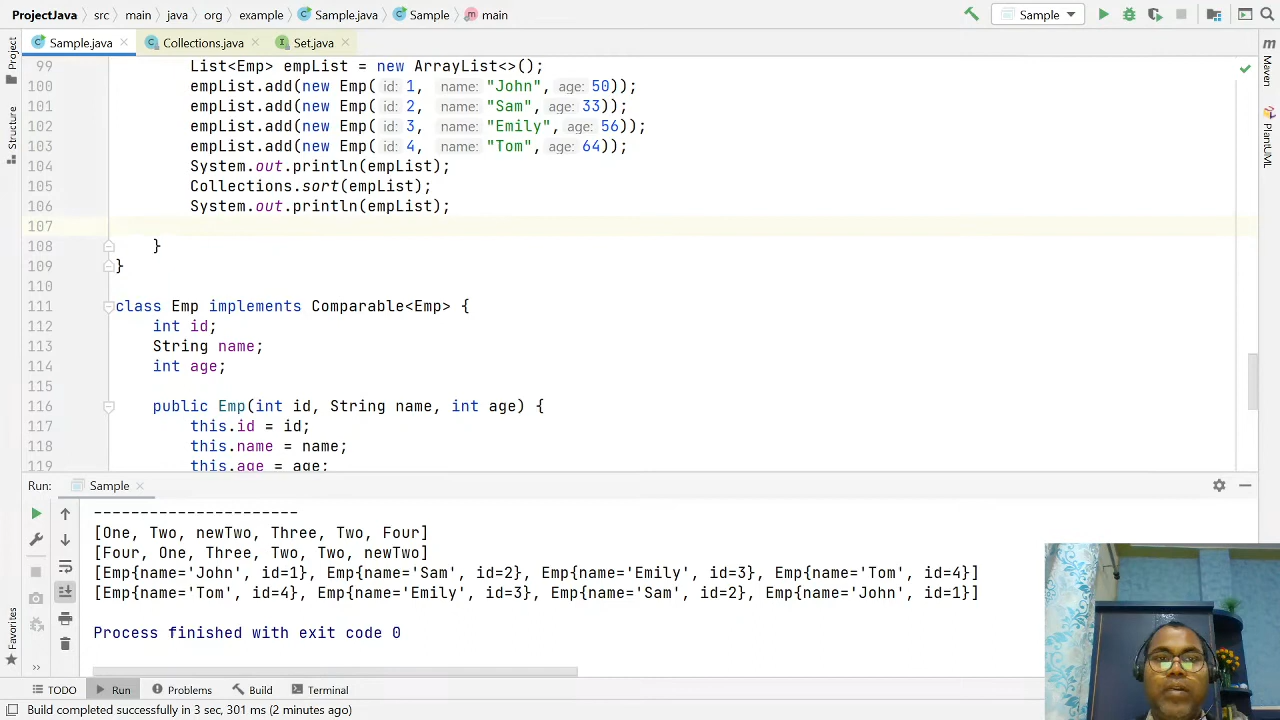 ProjectJava › src › main › java › org › example › Sample.java › Sample › main
Sample
Sample.java
Collections.java
Set.java
Project
Structure
Favorites
Maven
PlantUML
99 List<Emp> empList = new ArrayList<>();
100 empList.add(new Emp( id: 1, name: "John", age: 50));
101 empList.add(new Emp( id: 2, name: "Sam", age: 33));
102 empList.add(new Emp( id: 3, name: "Emily", age: 56));
103 empList.add(new Emp( id: 4, name: "Tom", age: 64));
104 System.out.println(empList);
105 Collections.sort(empList);
106 System.out.println(empList);
107
108 }
109 }
110
111 class Emp implements Comparable<Emp> {
112 int id;
113 String name;
114 int age;
115
116 public Emp(int id, String name, int age) {
117 this.id = id;
118 this.name = name;
119 this.age = age;
Run: Sample
----------------------
[One, Two, newTwo, Three, Two, Four]
[Four, One, Three, Two, Two, newTwo]
[Emp{name='John', id=1}, Emp{name='Sam', id=2}, Emp{name='Emily', id=3}, Emp{name='Tom', id=4}]
[Emp{name='Tom', id=4}, Emp{name='Emily', id=3}, Emp{name='Sam', id=2}, Emp{name='John', id=1}]
Process finished with exit code 0
TODO
Run
Problems
Build
Terminal
Build completed successfully in 3 sec, 301 ms (2 minutes ago)